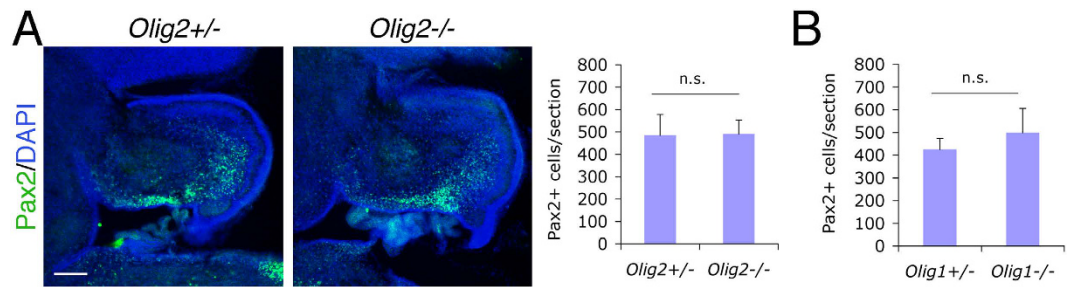 A
Olig2+/-
Olig2-/-
Pax2/DAPI
Pax2+ cells/section
800
700
600
500
400
300
200
100
0
n.s.
Olig2+/-
Olig2-/-
B
Pax2+ cells/section
800
700
600
500
400
300
200
100
0
n.s.
Olig1+/-
Olig1-/-